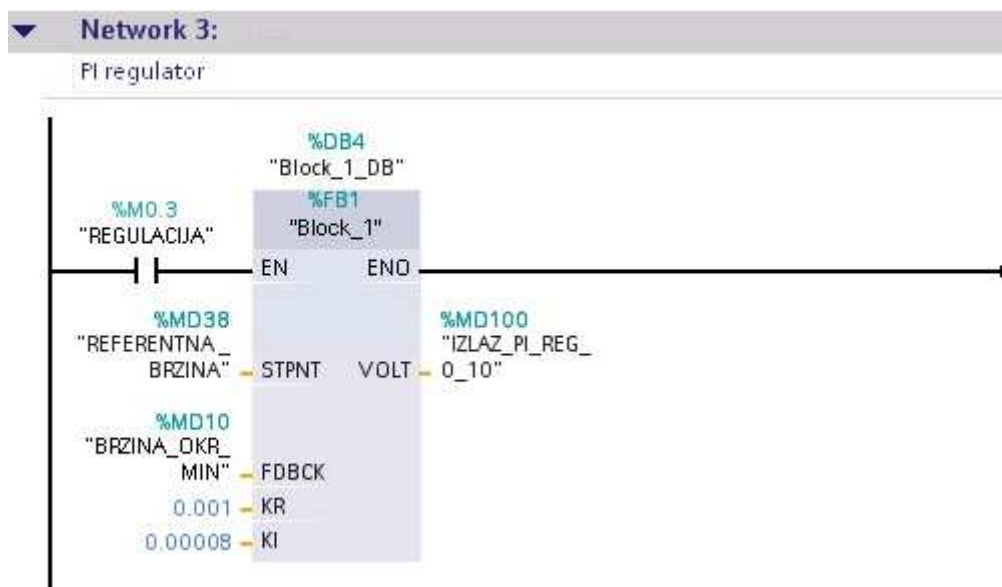 Network 3:
PI regulator
%DB4
"Block_1_DB"
%M0.3
"REGULACIJA"
%FB1
"Block_1"
EN ENO
%MD38
"REFERENTNA_
BRZINA"
STPNT VOLT
%MD100
"IZLAZ_PI_REG_
0_10"
%MD10
"BRZINA_OKR_
MIN"
FDBCK
0.001 KR
0.00008 KI